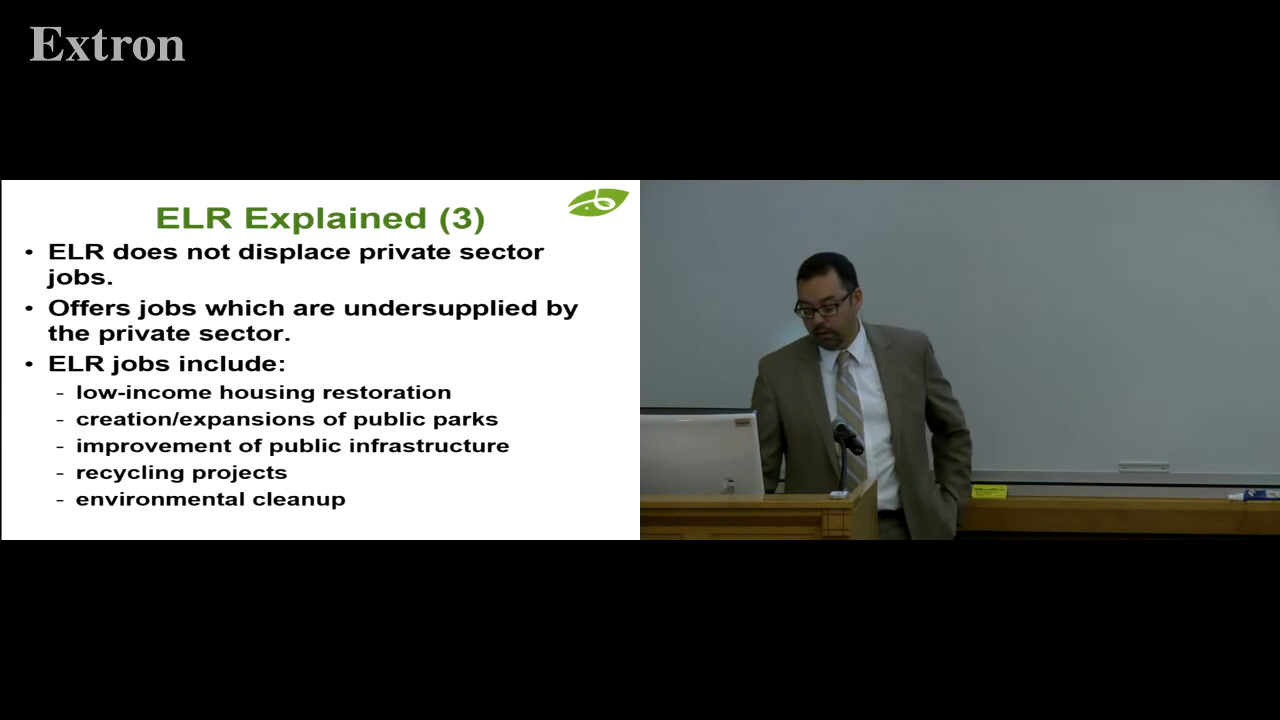 Extron
ELR Explained (3)
• ELR does not displace private sector
jobs.
• Offers jobs which are undersupplied by
the private sector.
• ELR jobs include:
- low-income housing restoration
- creation/expansions of public parks
- improvement of public infrastructure
- recycling projects
- environmental cleanup